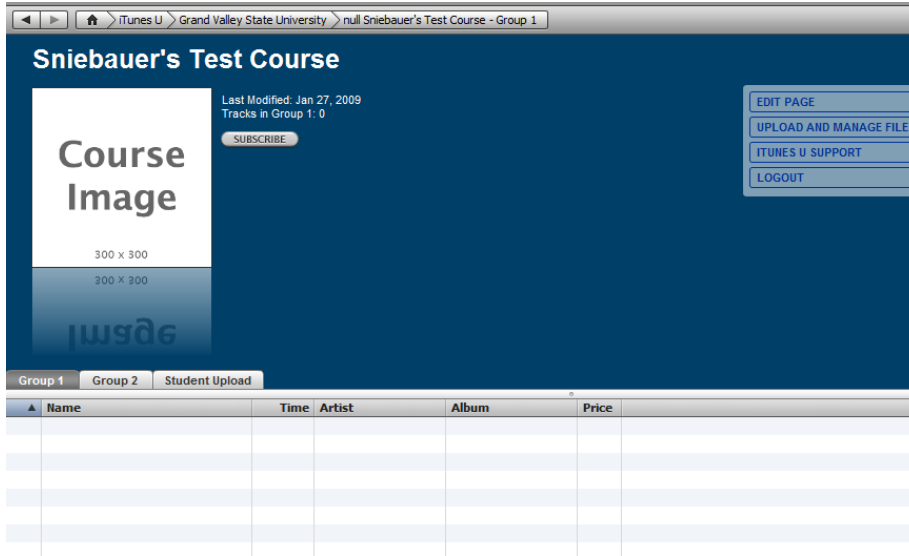 iTunes U Grand Valley State University null Sniebauer's Test Course - Group 1
Sniebauer's Test Course
Course
Image
300 x 300
300 x 300
Image
Last Modified: Jan 27, 2009
Tracks in Group 1: 0
SUBSCRIBE
EDIT PAGE
UPLOAD AND MANAGE FILE
ITUNES U SUPPORT
LOGOUT
Group 1 Group 2 Student Upload
Name Time Artist Album Price